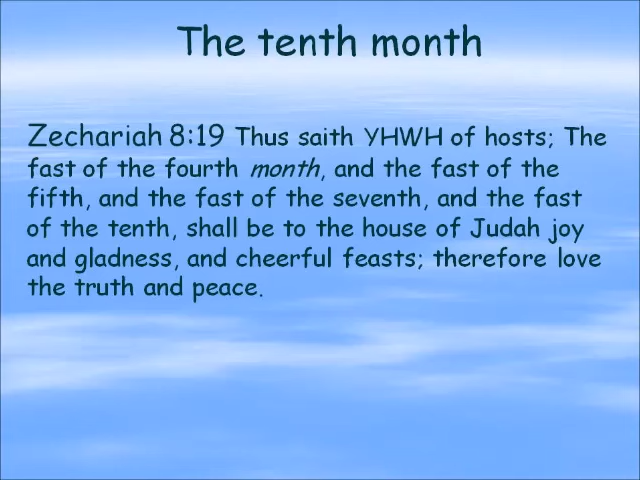 The tenth month
Zechariah 8:19 Thus saith YHWH of hosts; The
fast of the fourth month, and the fast of the
fifth, and the fast of the seventh, and the fast
of the tenth, shall be to the house of Judah joy
and gladness, and cheerful feasts; therefore love
the truth and peace.